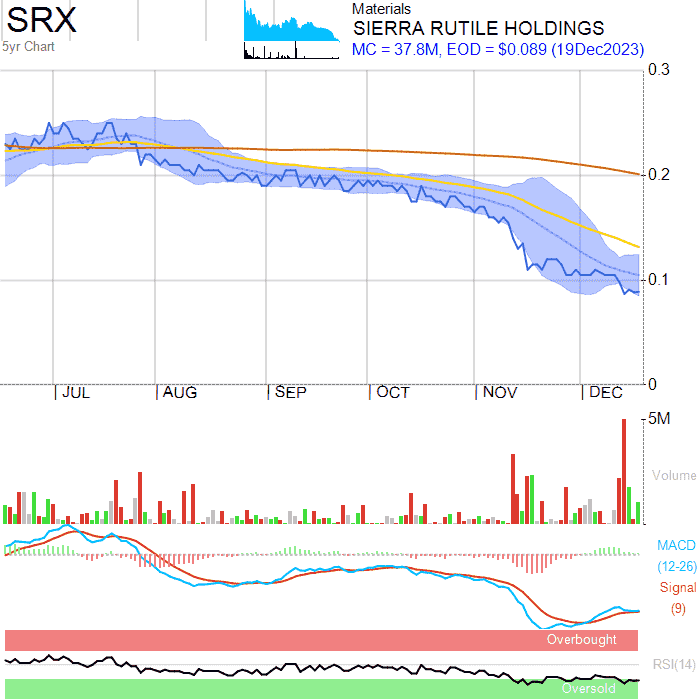 SRX
5yr Chart
Materials
SIERRA RUTILE HOLDINGS
MC = 37.8M, EOD = $0.089 (19Dec2023)
0.3
0.2
0.1
0
JUL AUG SEP OCT NOV DEC
5M
Volume
MACD
(12-26)
Signal
(9)
Overbought
RSI(14)
Oversold